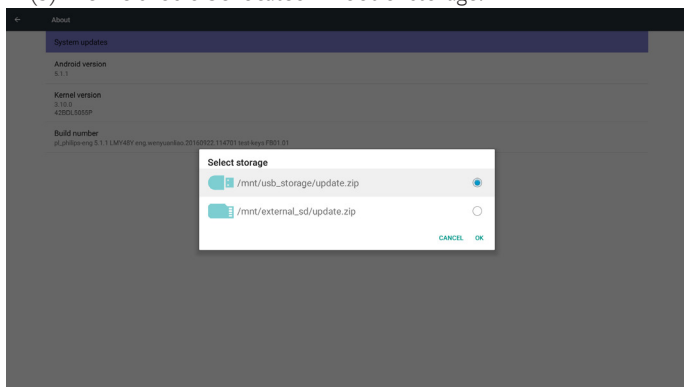 About
System updates
Android version
5.1.1
Kernel version
3.10.0
42BDL5055P
Build number
Select storage
/mnt/usb_storage/update.zip
/mnt/external_sd/update.zip
CANCEL OK